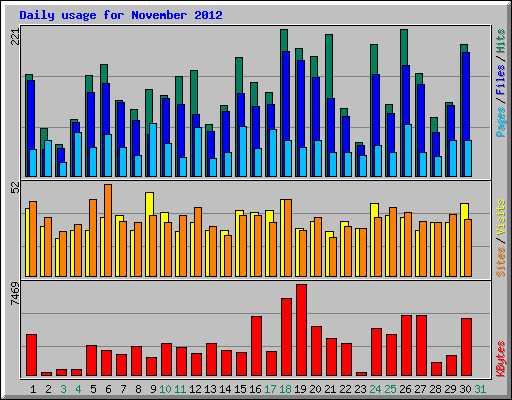 Daily usage for November 2012
221
Pages / Files / Hits
52
Sites / Visits
7469
KBytes
1 2 3 4 5 6 7 8 9 10 11 12 13 14 15 16 17 18 19 20 21 22 23 24 25 26 27 28 29 30 31